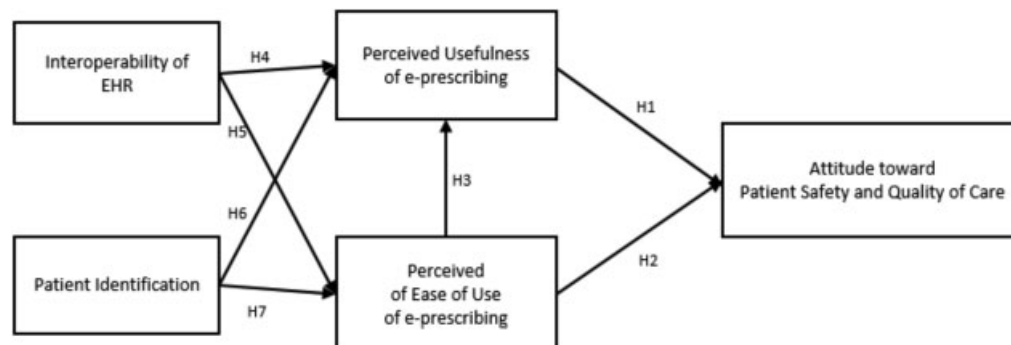 Interoperability of
EHR
H4
Perceived Usefulness
of e-prescribing
H1
H5
H3
Attitude toward
Patient Safety and Quality of Care
H6
Patient Identification
H7
Perceived
of Ease of Use
of e-prescribing
H2